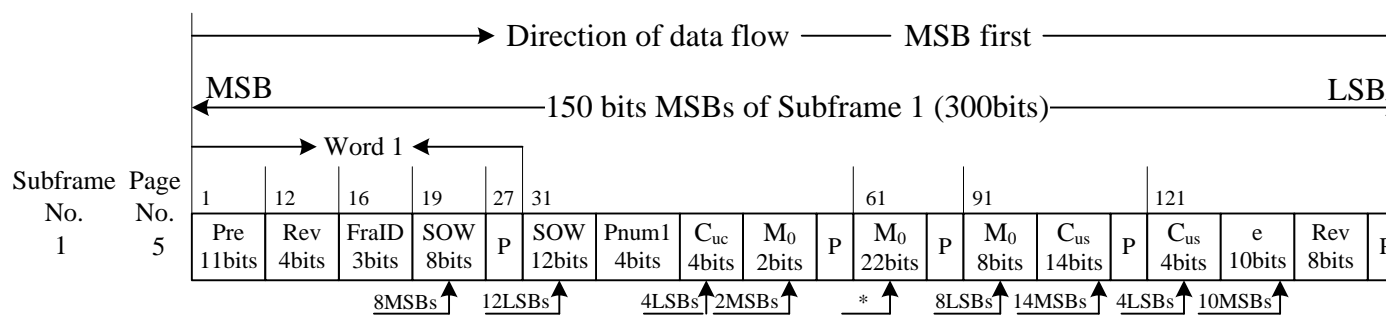 Direction of data flow MSB first
MSB LSB
150 bits MSBs of Subframe 1 (300bits)
Word 1
Subframe Page
No. No.
1 5
1 12 16 19 27 31 61 91 121
Pre Rev FraID SOW P SOW Pnum1 Cuc M0 P M0 P M0 Cus P Cus e Rev
11bits 4bits 3bits 8bits 12bits 4bits 4bits 2bits 22bits 8bits 14bits 4bits 10bits 8bits
8MSBs 12LSBs 4LSBs 2MSBs * 8LSBs 14MSBs 4LSBs 10MSBs